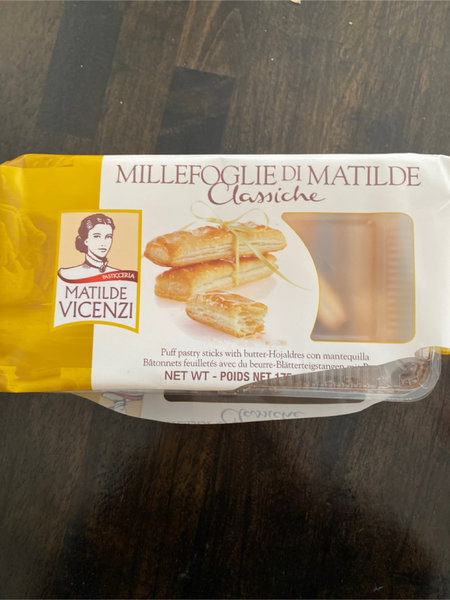 MILLEFOGLIE DI MATILDE
Classiche
PASTICCERIA
MATILDE
VICENZI
Puff pastry sticks with butter-Hojaldres con mantequilla
Bâtonnets feuilletés avec du beurre-Blätterteigstangen
NET WT - POIDS NET
Classiche